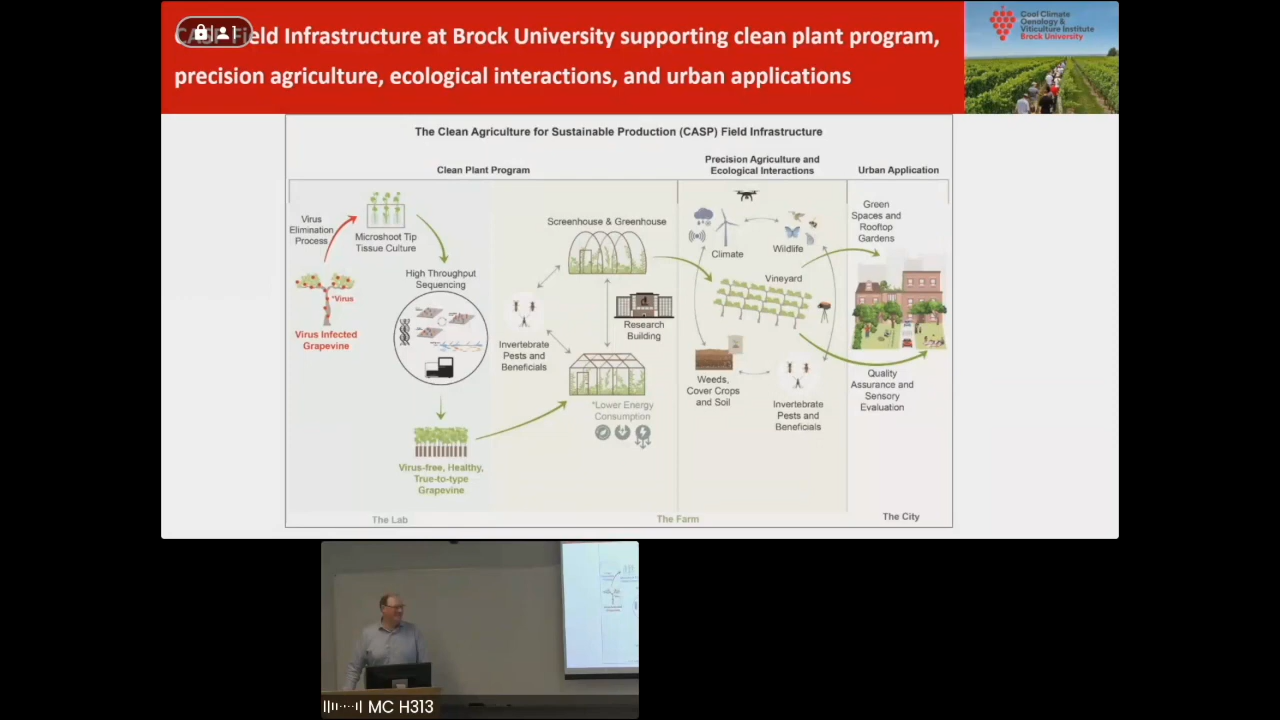 CASP Field Infrastructure at Brock University supporting clean plant program,
precision agriculture, ecological interactions, and urban applications
1
Cool Climate
Oenology &
Viticulture Institute
Brock University
The Clean Agriculture for Sustainable Production (CASP) Field Infrastructure
Clean Plant Program
Precision Agriculture and
Ecological Interactions
Urban Application
Virus
Elimination
Process
Microshoot Tip
Tissue Culture
High Throughput
Sequencing
*Virus
Virus Infected
Grapevine
Virus-free, Healthy,
True-to-type
Grapevine
Screenhouse & Greenhouse
Research
Building
Invertebrate
Pests and
Beneficials
*Lower Energy
Consumption
Climate
Wildlife
Vineyard
Weeds,
Cover Crops
and Soil
Invertebrate
Pests and
Beneficials
Green
Spaces and
Rooftop
Gardens
Quality
Assurance and
Sensory
Evaluation
The Lab
The Farm
The City
MC H313